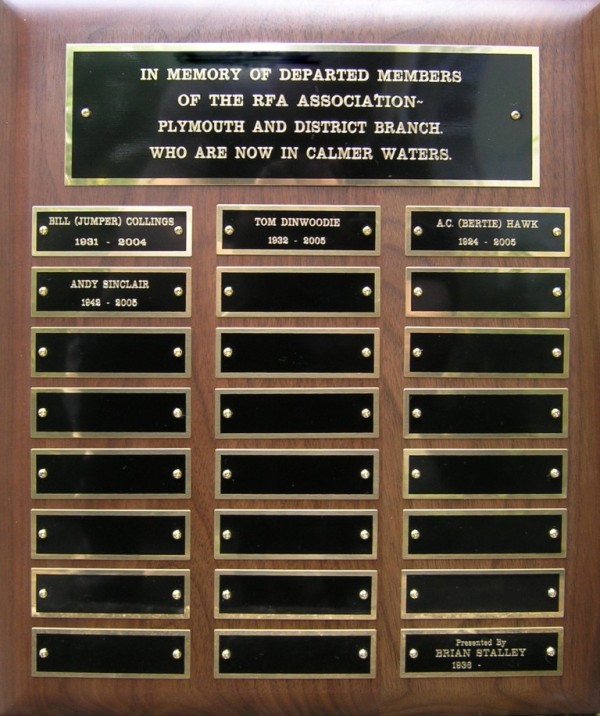 IN MEMORY OF DEPARTED MEMBERS
OF THE RFA ASSOCIATION~
PLYMOUTH AND DISTRICT BRANCH.
WHO ARE NOW IN CALMER WATERS.
BILL (JUMPER) COLLINGS
1931 - 2004
TOM DINWOODIE
1932 - 2005
A.C. (BERTIE) HAWK
1924 - 2005
ANDY SINCLAIR
1942 - 2005
Presented By
BRIAN STALLEY
1936 -